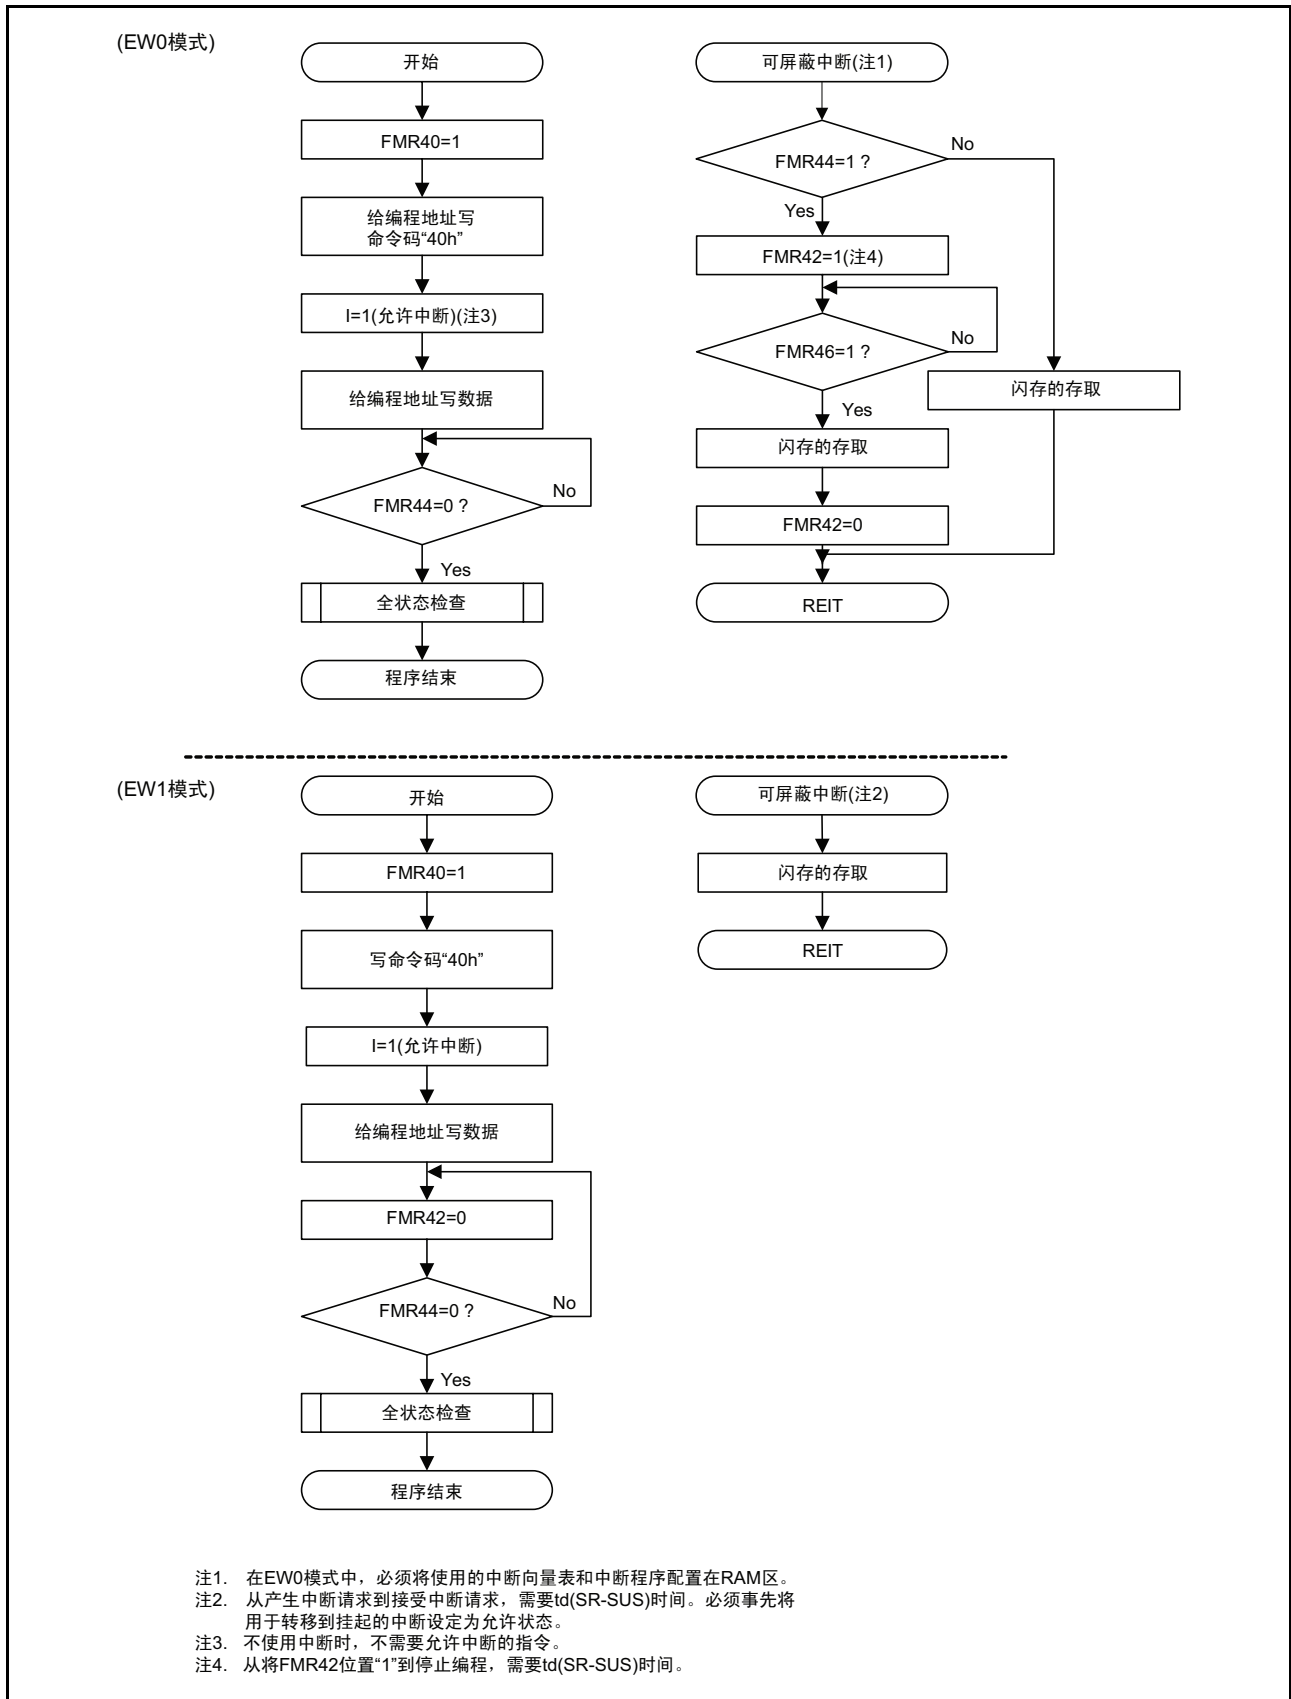 (EW0模式)
开始
FMR40=1
给编程地址写
命令码“40h”
I=1(允许中断)(注3)
给编程地址写数据
FMR44=0 ?
No
Yes
全状态检查
程序结束
可屏蔽中断(注1)
FMR44=1 ?
No
Yes
FMR42=1(注4)
FMR46=1 ?
No
Yes
闪存的存取
闪存的存取
FMR42=0
REIT
(EW1模式)
开始
FMR40=1
写命令码“40h”
I=1(允许中断)
给编程地址写数据
FMR42=0
FMR44=0 ?
No
Yes
全状态检查
程序结束
可屏蔽中断(注2)
闪存的存取
REIT
注1. 在EW0模式中，必须将使用的中断向量表和中断程序配置在RAM区。
注2. 从产生中断请求到接受中断请求，需要td(SR-SUS)时间。必须事先将
用于转移到挂起的中断设定为允许状态。
注3. 不使用中断时，不需要允许中断的指令。
注4. 从将FMR42位置“1”到停止编程，需要td(SR-SUS)时间。